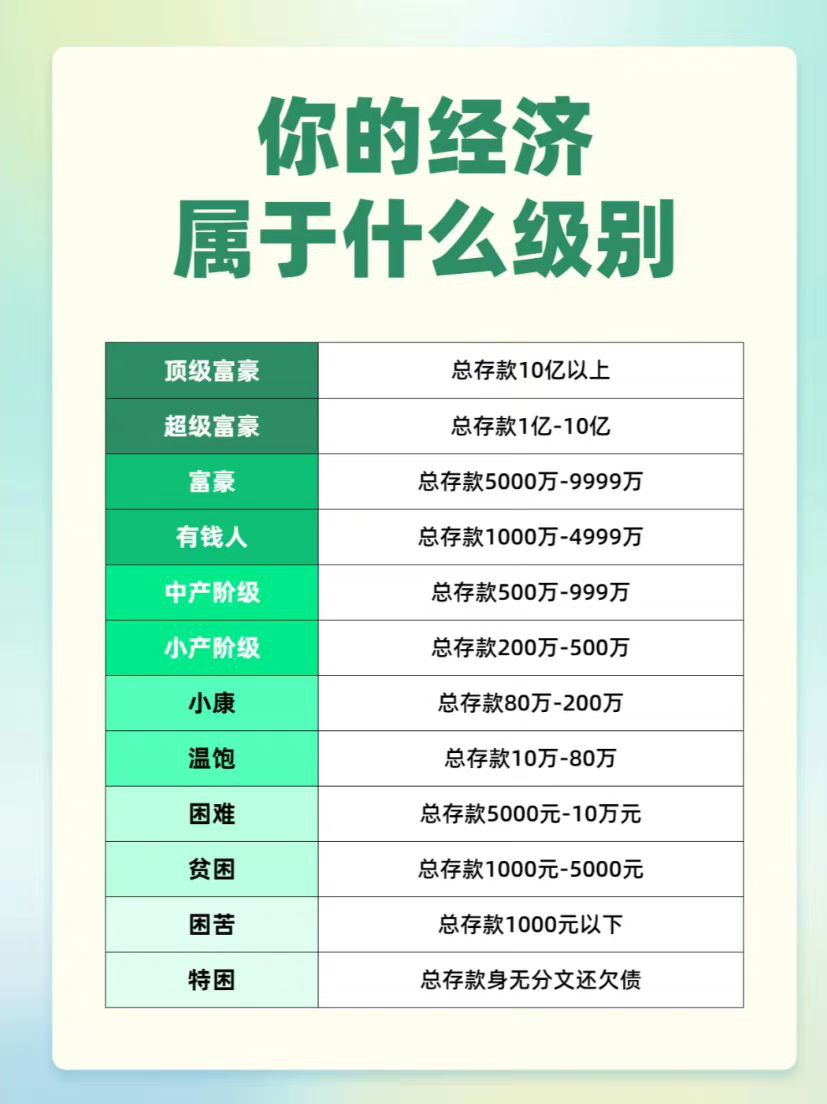 你的经济
属于什么级别
顶级富豪 总存款10亿以上
超级富豪 总存款1亿-10亿
富豪 总存款5000万-9999万
有钱人 总存款1000万-4999万
中产阶级 总存款500万-999万
小产阶级 总存款200万-500万
小康 总存款80万-200万
温饱 总存款10万-80万
困难 总存款5000元-10万元
贫困 总存款1000元-5000元
困苦 总存款1000元以下
特困 总存款身无分文还欠债